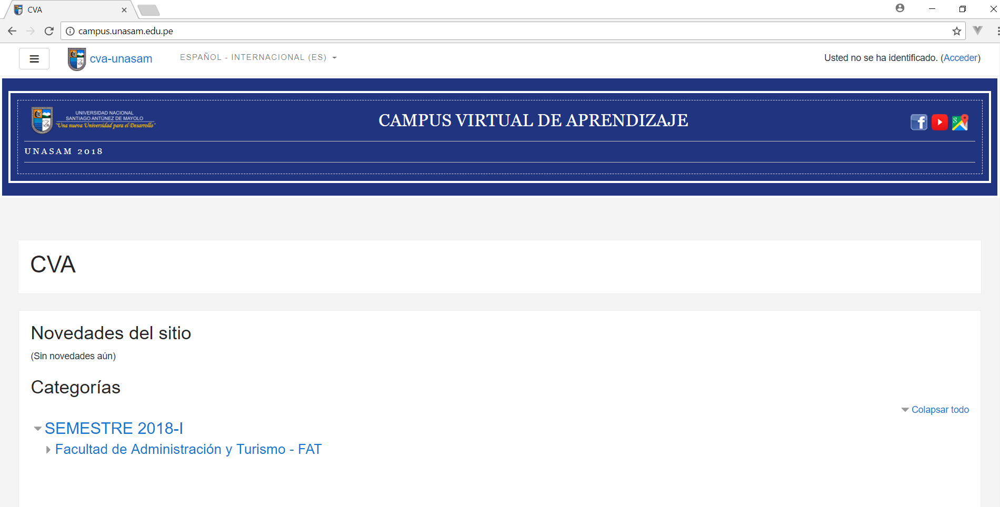 CVA
campus.unasam.edu.pe
cva-unasam
ESPAÑOL - INTERNACIONAL (ES)
Usted no se ha identificado. (Acceder)
UNIVERSIDAD NACIONAL
SANTIAGO ANTÚNEZ DE MAYOLO
"Una nueva Universidad para el Desarrollo"
CAMPUS VIRTUAL DE APRENDIZAJE
UNASAM 2018
CVA
Novedades del sitio
(Sin novedades aún)
Categorías
Colapsar todo
SEMESTRE 2018-I
Facultad de Administración y Turismo - FAT